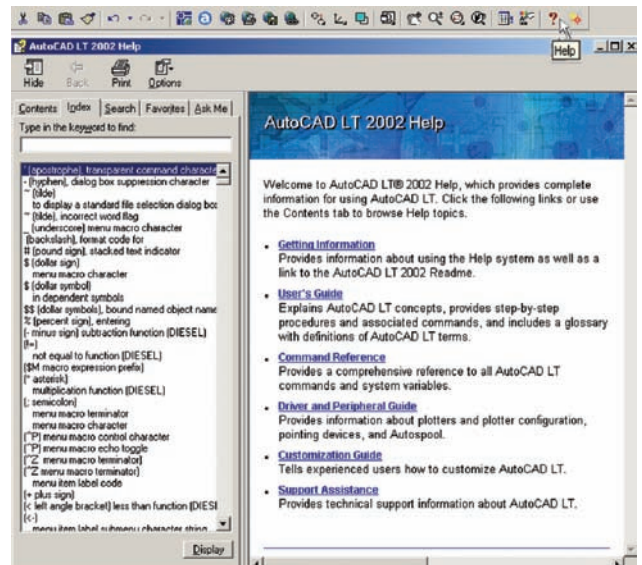 AutoCAD LT 2002 Help
Help
Hide
Back
Print
Options
Contents
Index
Search
Favorites
Ask Me
Type in the keyword to find:
' (apostrophe), transparent command characte
- (hyphen), dialog box suppression character
~ (tilde)
to display a standard file selection dialog box
~ (tilde), incorrect word flag
_ (underscore) menu macro character
\ (backslash), format code for
# (pound sign), stacked text indicator
$ (dollar sign)
menu macro character
$ (dollar symbol)
in dependent symbols
$$ (dollar symbols), bound named object name
% (percent sign), entering
(- minus sign) subtraction function (DIESEL)
(!=)
not equal to function (DIESEL)
($M macro expression prefix)
(* asterisk)
multiplication function (DIESEL)
(; semicolon)
menu macro terminator
menu macro character
(^P) menu macro control character
(^P) menu macro echo toggle
(^Z menu macro terminator)
(^Z menu macro terminator)
menu item label code
(+ plus sign)
(< left angle bracket) less than function (DIESI
(<-)
menu item label submenu character string
Display
AutoCAD LT 2002 Help
Welcome to AutoCAD LT® 2002 Help, which provides complete
information for using AutoCAD LT. Click the following links or use
the Contents tab to browse Help topics.
• Getting Information
Provides information about using the Help system as well as a
link to the AutoCAD LT 2002 Readme.
• User's Guide
Explains AutoCAD LT concepts, provides step-by-step
procedures and associated commands, and includes a glossary
with definitions of AutoCAD LT terms.
• Command Reference
Provides a comprehensive reference to all AutoCAD LT
commands and system variables.
• Driver and Peripheral Guide
Provides information about plotters and plotter configuration,
pointing devices, and Autospool.
• Customization Guide
Tells experienced users how to customize AutoCAD LT.
• Support Assistance
Provides technical support information about AutoCAD LT.